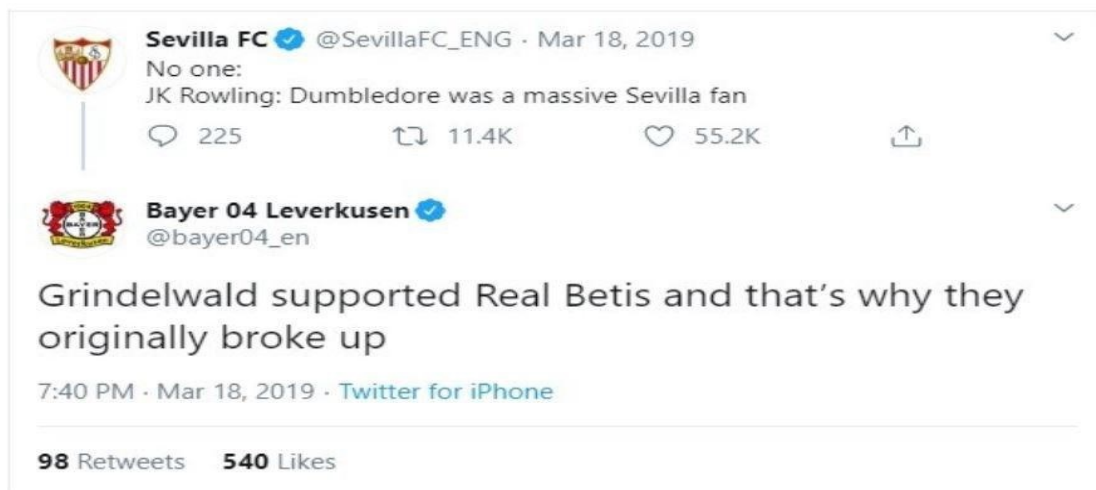 Sevilla FC @SevillaFC_ENG · Mar 18, 2019
No one:
JK Rowling: Dumbledore was a massive Sevilla fan
225 11.4K 55.2K
Bayer 04 Leverkusen
@bayer04_en
Grindelwald supported Real Betis and that's why they
originally broke up
7:40 PM · Mar 18, 2019 · Twitter for iPhone
98 Retweets 540 Likes